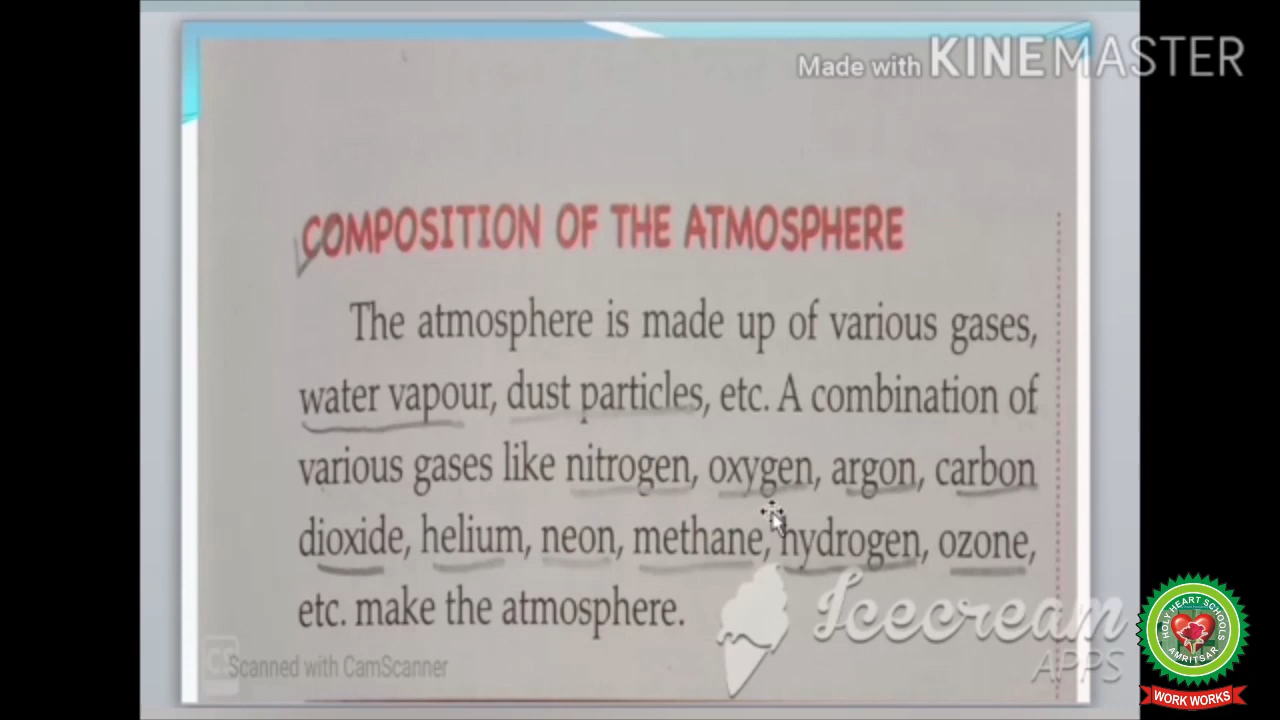 Made with KINEMASTER
COMPOSITION OF THE ATMOSPHERE
The atmosphere is made up of various gases,
water vapour, dust particles, etc. A combination of
various gases like nitrogen, oxygen, argon, carbon
dioxide, helium, neon, methane, hydrogen, ozone,
etc. make the atmosphere.
Icecream
APPS
CS Scanned with CamScanner
HOLY HEART SCHOOLS
AMRITSAR
WORK WORKS